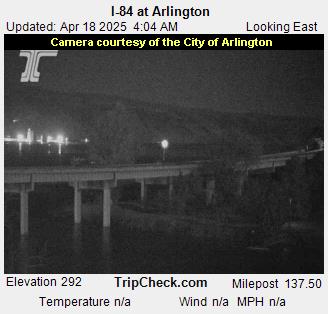 I-84 at Arlington
Updated: Apr 18 2025 4:04 AM Looking East
Camera courtesy of the City of Arlington
Elevation 292 TripCheck.com Milepost 137.50
Temperature n/a Wind n/a MPH n/a